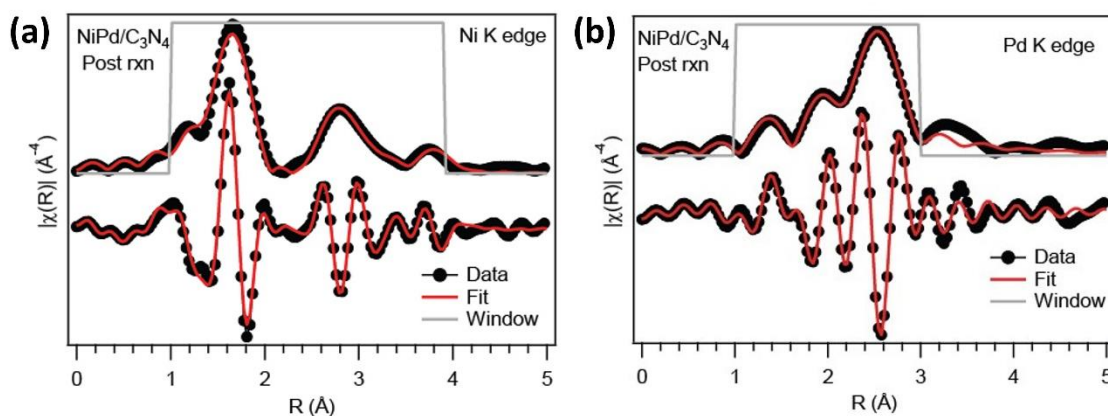 (a)
NiPd/C₃N₄
Post rxn
Ni K edge
|χ(R)| (Å⁻⁴)
Data
Fit
Window
0 1 2 3 4 5
R (Å)
(b)
NiPd/C₃N₄
Post rxn
Pd K edge
|χ(R)| (Å⁻⁴)
Data
Fit
Window
0 1 2 3 4 5
R (Å)